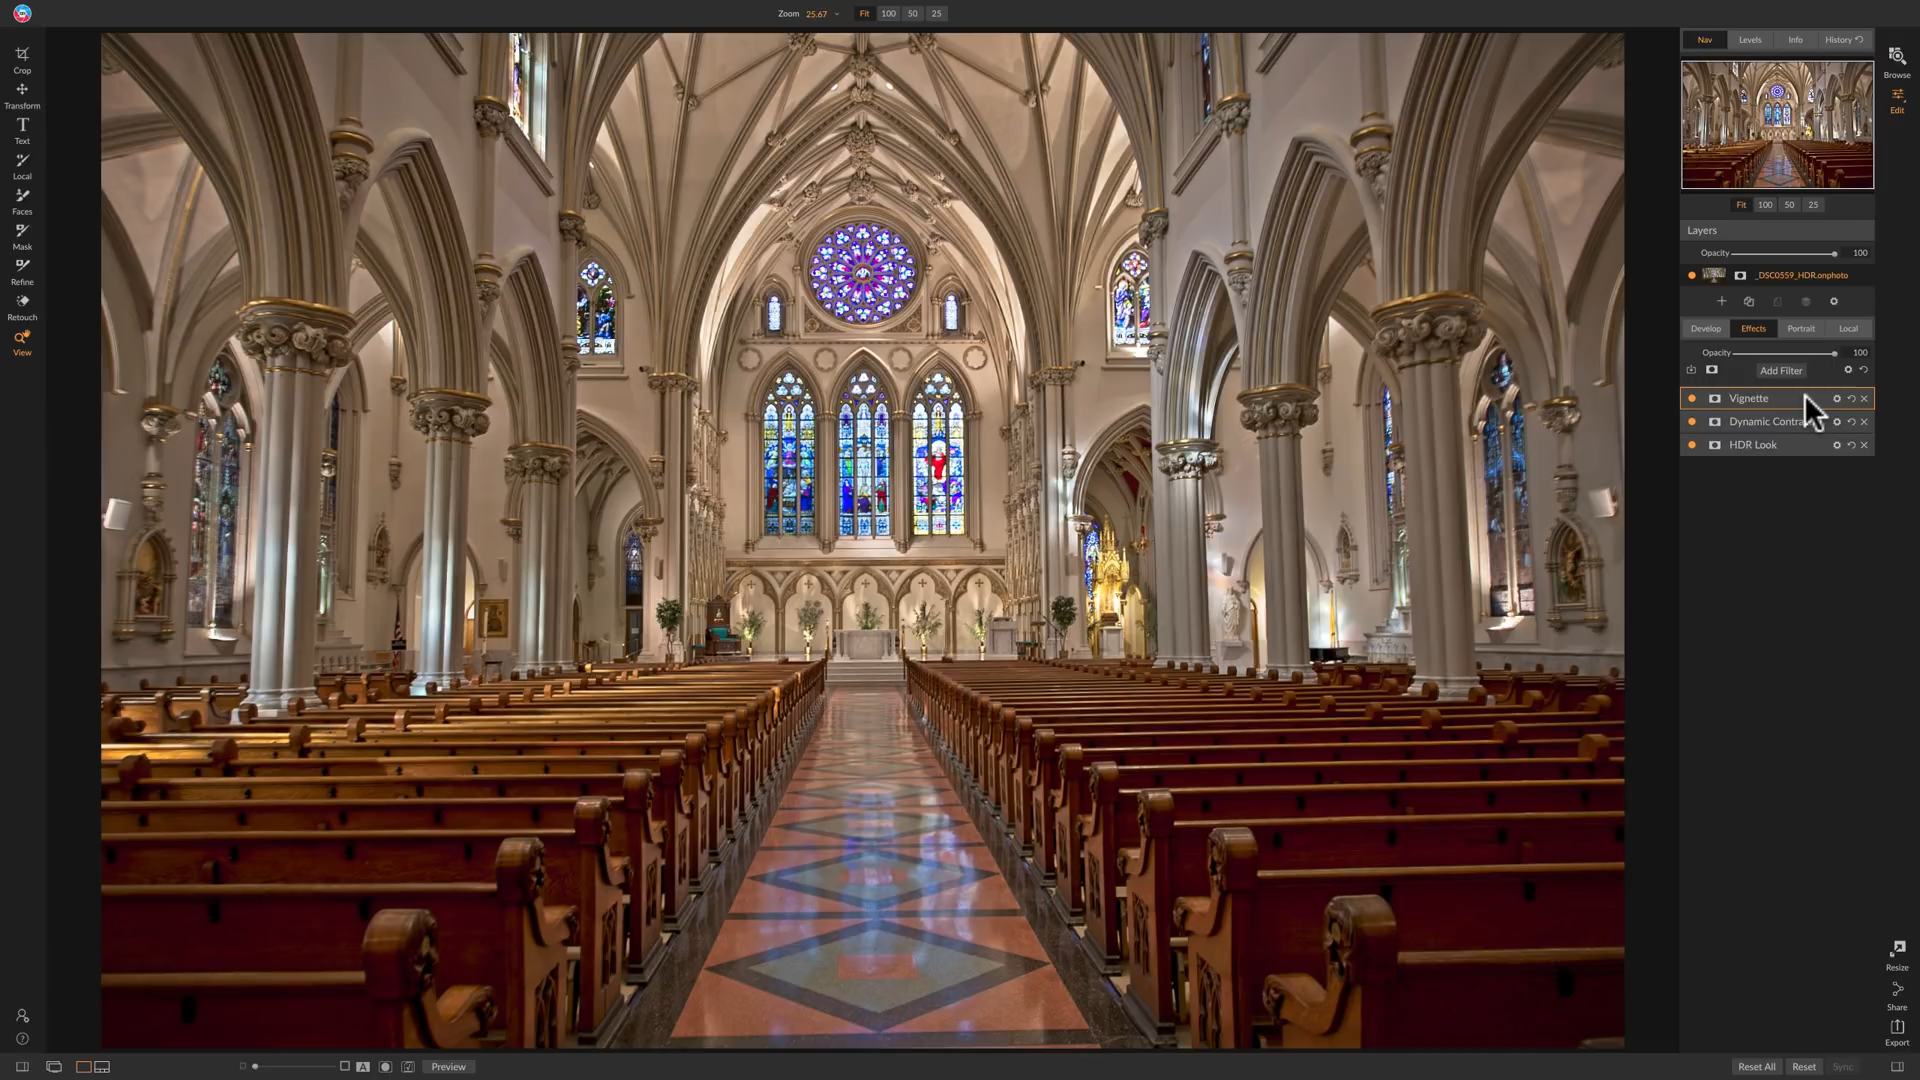 Zoom 25.67 Fit 100 50 25
Crop
Transform
Text
Local
Faces
Mask
Refine
Retouch
View
Nav Levels Info History
Browse
Edit
Fit 100 50 25
Layers
Opacity 100
_DSC0559_HDR.onphoto
Develop Effects Portrait Local
Opacity 100
Add Filter
Vignette
Dynamic Contra
HDR Look
Resize
Share
Export
A Preview
Reset All Reset Sync